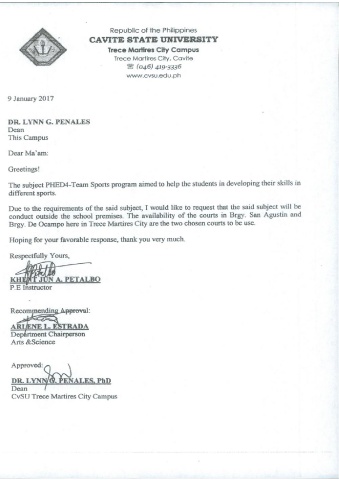 Republic of the Philippines
CAVITE STATE UNIVERSITY
Trece Martires City Campus
Trece Martires City, Cavite
☎ (046) 419-3336
www.cvsu.edu.ph
9 January 2017
DR. LYNN G. PENALES
Dean
This Campus
Dear Ma'am:
Greetings!
The subject PHED4-Team Sports program aimed to help the students in developing their skills in
different sports.
Due to the requirements of the said subject, I would like to request that the said subject will be
conduct outside the school premises. The availability of the courts in Brgy. San Agustin and
Brgy. De Ocampo here in Trece Martires City are the two chosen courts to be use.
Hoping for your favorable response, thank you very much.
Respectfully Yours,
KHENT JUN A. PETALBO
P.E Instructor
Recommending Approval:
ARLENE L. ESTRADA
Department Chairperson
Arts &Science
Approved:
DR. LYNN G. PENALES, PhD
Dean
CvSU Trece Martires City Campus